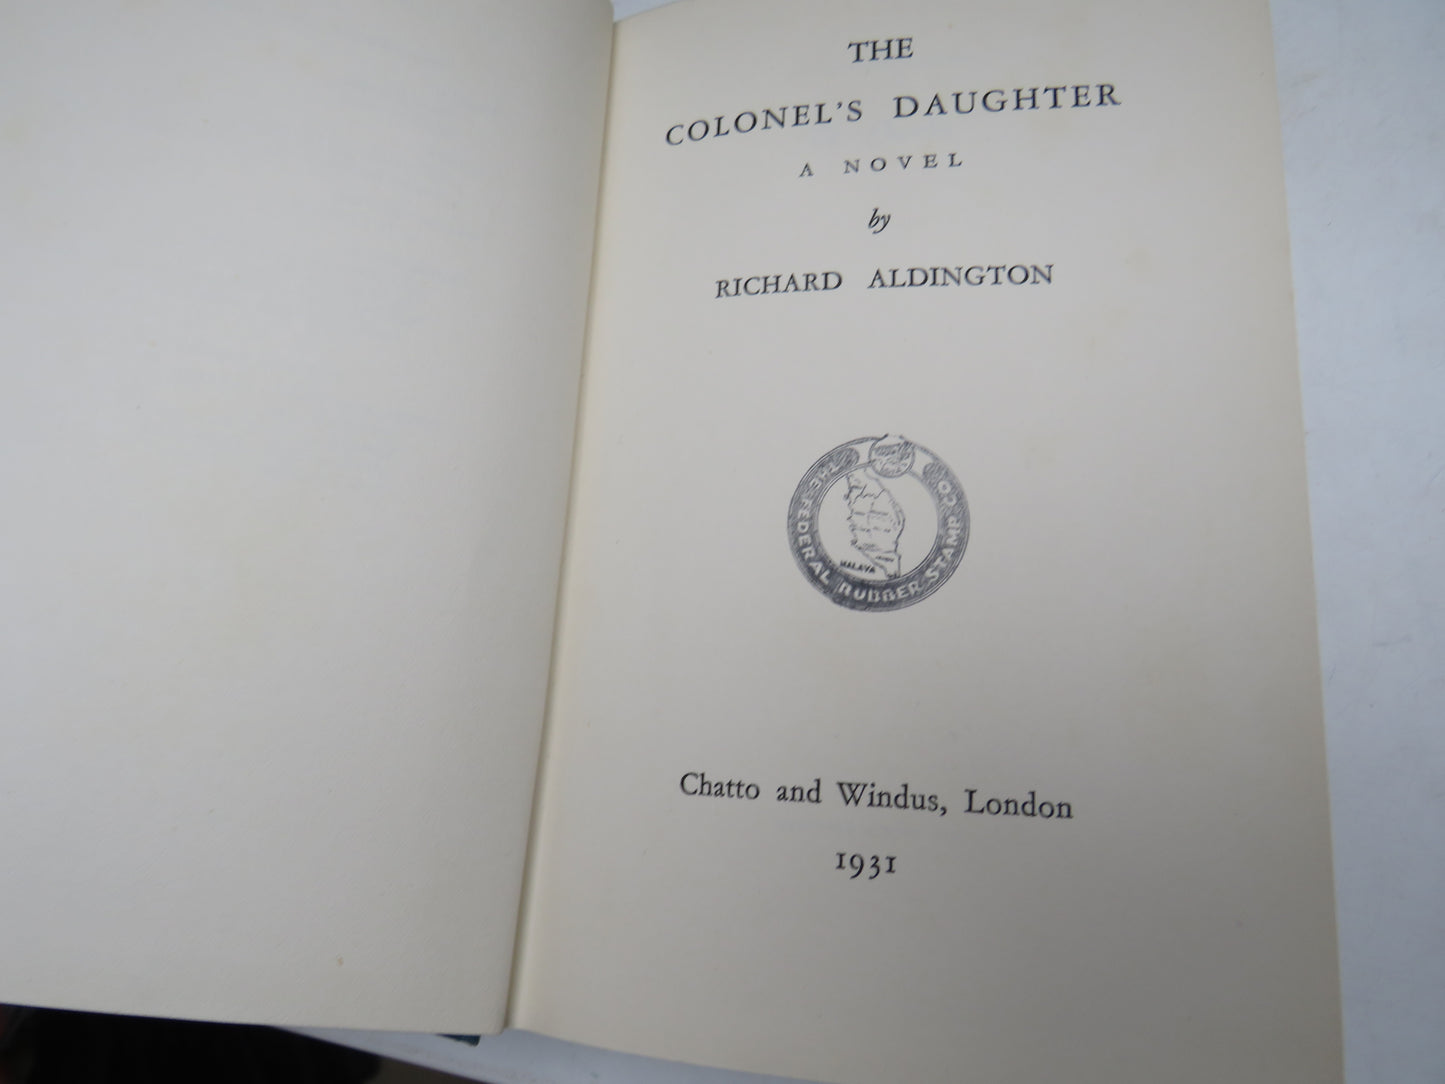 THE
COLONEL'S DAUGHTER
A NOVEL
by
RICHARD ALDINGTON
THE FEDERAL RUBBER STAMP CO
MALAYA
Chatto and Windus, London
1931